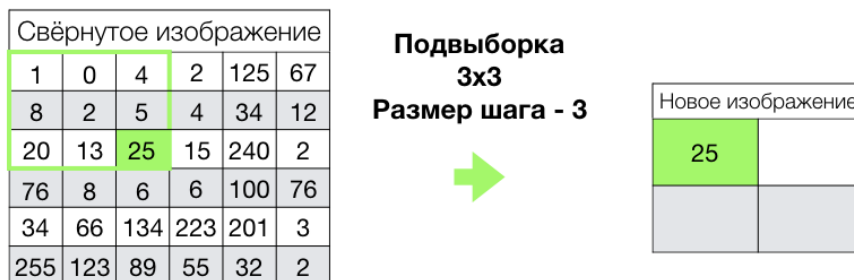 Свёрнутое изображение
1 0 4 2 125 67
8 2 5 4 34 12
20 13 25 15 240 2
76 8 6 6 100 76
34 66 134 223 201 3
255 123 89 55 32 2
Подвыборка
3x3
Размер шага - 3
Новое изображение
25